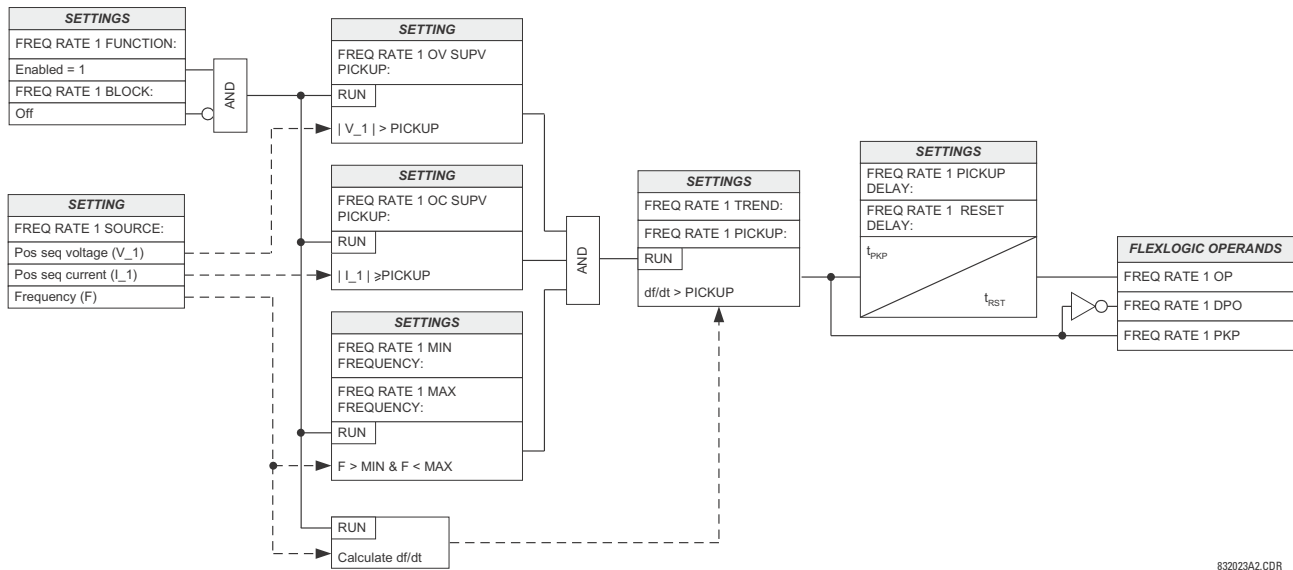 SETTINGS
FREQ RATE 1 FUNCTION:
Enabled = 1
FREQ RATE 1 BLOCK:
Off
AND
SETTING
FREQ RATE 1 SOURCE:
Pos seq voltage (V_1)
Pos seq current (I_1)
Frequency (F)
SETTING
FREQ RATE 1 OV SUPV
PICKUP:
RUN
| V_1 | > PICKUP
SETTING
FREQ RATE 1 OC SUPV
PICKUP:
RUN
| I_1 | >PICKUP
SETTINGS
FREQ RATE 1 MIN
FREQUENCY:
FREQ RATE 1 MAX
FREQUENCY:
RUN
F > MIN & F < MAX
RUN
Calculate df/dt
AND
SETTINGS
FREQ RATE 1 TREND:
FREQ RATE 1 PICKUP:
RUN
df/dt > PICKUP
SETTINGS
FREQ RATE 1 PICKUP
DELAY:
FREQ RATE 1 RESET
DELAY:
tPKP
tRST
FLEXLOGIC OPERANDS
FREQ RATE 1 OP
FREQ RATE 1 DPO
FREQ RATE 1 PKP
832023A2.CDR